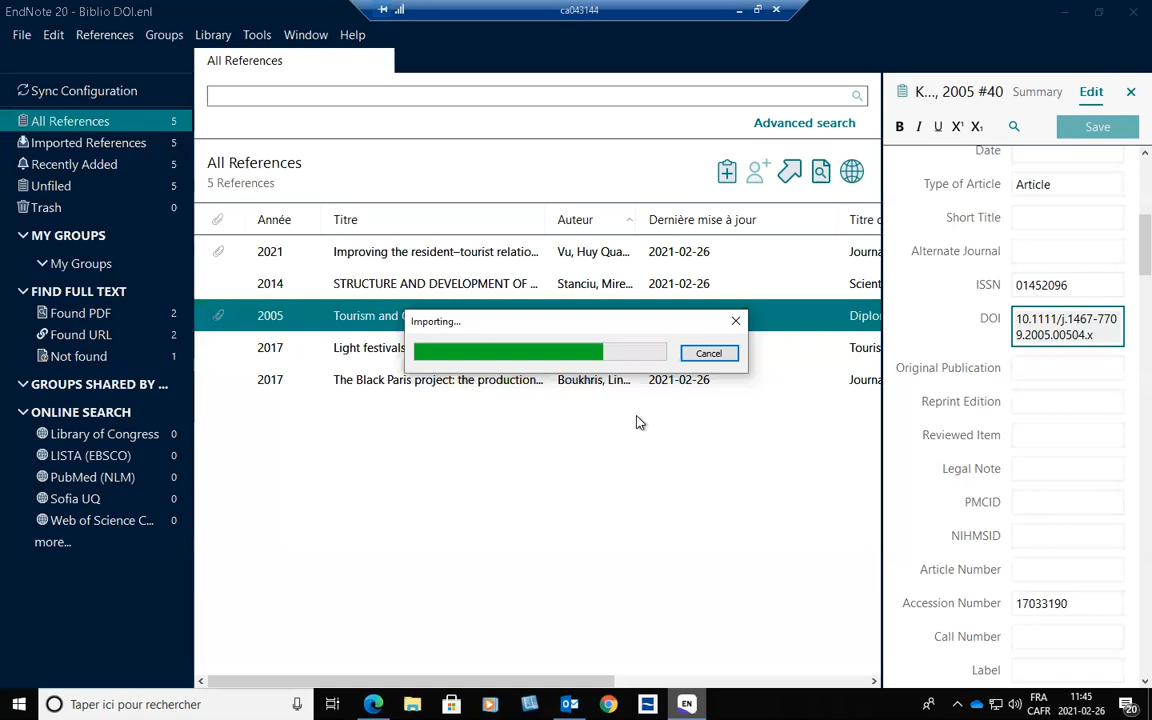 EndNote 20 - Biblio DOI.enl
ca043144
File Edit References Groups Library Tools Window Help
Sync Configuration
All References 5
Imported References 5
Recently Added 5
Unfiled 5
Trash 0
MY GROUPS
My Groups
FIND FULL TEXT
Found PDF 2
Found URL 2
Not found 1
GROUPS SHARED BY ...
ONLINE SEARCH
Library of Congress 0
LISTA (EBSCO) 0
PubMed (NLM) 0
Sofia UQ 0
Web of Science C... 0
more...
All References
Advanced search
All References
5 References
Année Titre Auteur Dernière mise à jour Titre
2021 Improving the resident–tourist relatio... Vu, Huy Qua... 2021-02-26 Journa
2014 STRUCTURE AND DEVELOPMENT OF ... Stanciu, Mire... 2021-02-26 Scient
2005 Tourism and Diplo
2017 Light festivals Touris
2017 The Black Paris project: the production... Boukhris, Lin... 2021-02-26 Journa
Importing...
Cancel
K..., 2005 #40 Summary Edit
B I U X¹ X₁ Save
Date
Type of Article Article
Short Title
Alternate Journal
ISSN 01452096
DOI 10.1111/j.1467-770
9.2005.00504.x
Original Publication
Reprint Edition
Reviewed Item
Legal Note
PMCID
NIHMSID
Article Number
Accession Number 17033190
Call Number
Label
Taper ici pour rechercher
EN
FRA
CAFR
11:45
2021-02-26
20